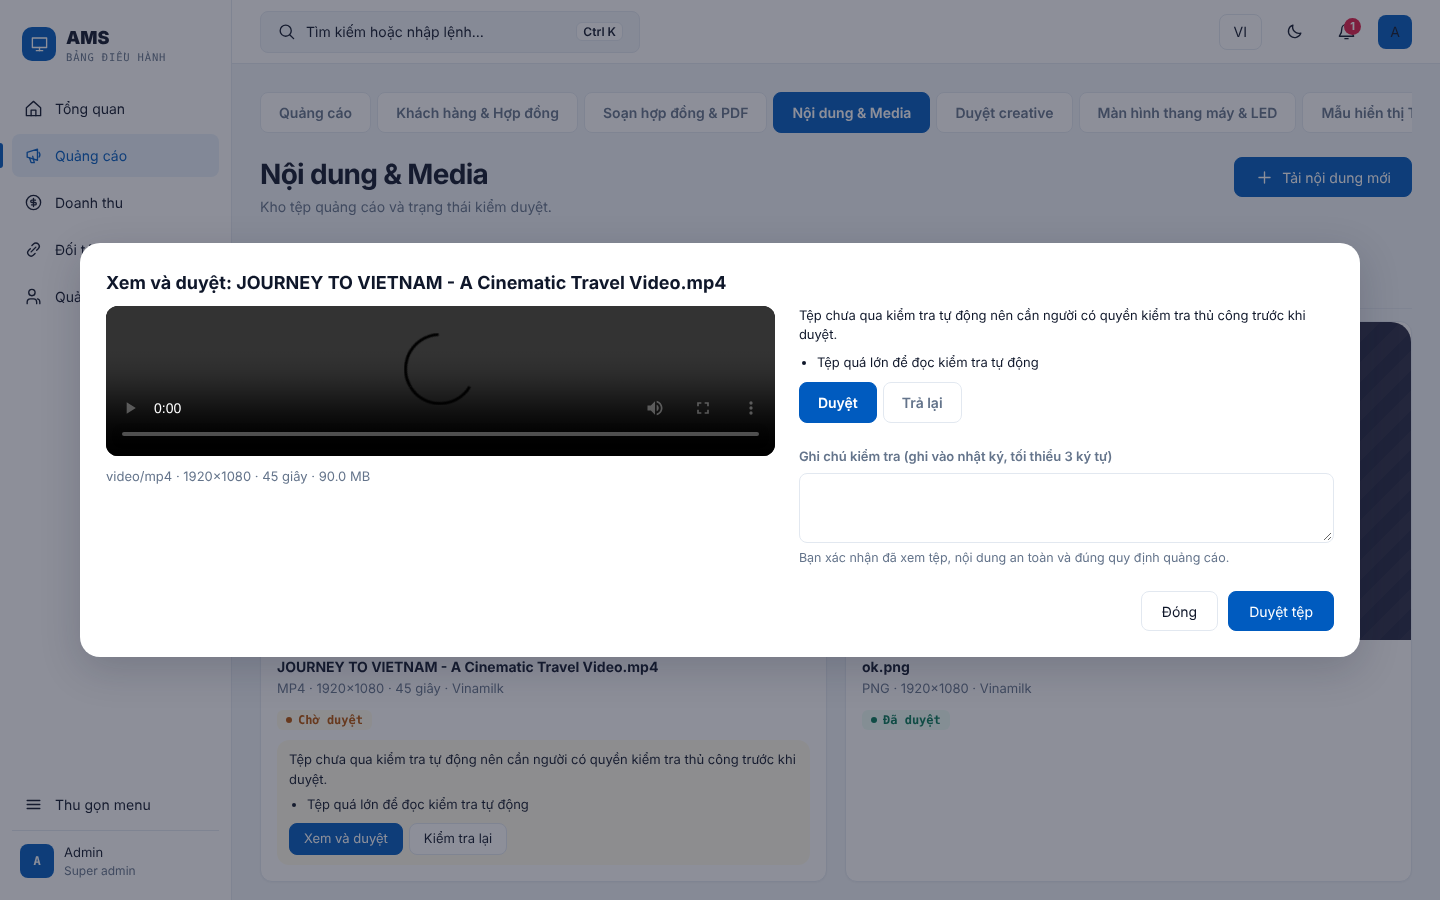 AMS
BẢNG ĐIỀU HÀNH
Tìm kiếm hoặc nhập lệnh...
Ctrl K
VI
1
A
Tổng quan
Quảng cáo
Doanh thu
Quảng cáo
Khách hàng & Hợp đồng
Soạn hợp đồng & PDF
Nội dung & Media
Duyệt creative
Màn hình thang máy & LED
Mẫu hiển thị
Nội dung & Media
Kho tệp quảng cáo và trạng thái kiểm duyệt.
Tải nội dung mới
Xem và duyệt: JOURNEY TO VIETNAM - A Cinematic Travel Video.mp4
0:00
video/mp4 · 1920×1080 · 45 giây · 90.0 MB
Tệp chưa qua kiểm tra tự động nên cần người có quyền kiểm tra thủ công trước khi
duyệt.
• Tệp quá lớn để đọc kiểm tra tự động
Duyệt
Trả lại
Ghi chú kiểm tra (ghi vào nhật ký, tối thiểu 3 ký tự)
Bạn xác nhận đã xem tệp, nội dung an toàn và đúng quy định quảng cáo.
Đóng
Duyệt tệp
JOURNEY TO VIETNAM - A Cinematic Travel Video.mp4
MP4 · 1920×1080 · 45 giây · Vinamilk
Chờ duyệt
Tệp chưa qua kiểm tra tự động nên cần người có quyền kiểm tra thủ công trước khi
duyệt.
• Tệp quá lớn để đọc kiểm tra tự động
Xem và duyệt
Kiểm tra lại
ok.png
PNG · 1920×1080 · Vinamilk
Đã duyệt
Thu gọn menu
A
Admin
Super admin